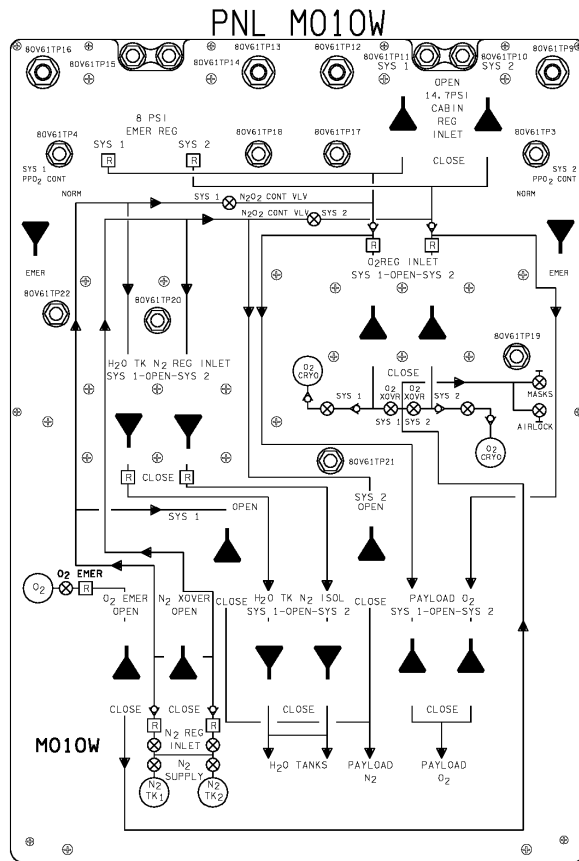 PNL MO10W
80V61TP16
80V61TP15
80V61TP13
80V61TP14
80V61TP12
80V61TP11
SYS 1
80V61TP10
SYS 2
80V61TP9
OPEN
14.7PSI
CABIN
REG
INLET
CLOSE
8 PSI
EMER REG
SYS 1 SYS 2
R R
80V61TP4
SYS 1
PPO2 CONT
NORM
EMER
80V61TP18
80V61TP17
80V61TP3
SYS 2
PPO2 CONT
NORM
EMER
SYS 1 N2O2 CONT VLV
N2O2 CONT VLV SYS 2
R R
O2REG INLET
SYS 1-OPEN-SYS 2
80V61TP22
80V61TP20
80V61TP19
H2O TK N2 REG INLET
SYS 1-OPEN-SYS 2
CLOSE
O2
CRYO
SYS 1
O2
XOVR
O2
XOVR
SYS 2
SYS 1 SYS 2
MASKS
AIRLOCK
O2
CRYO
R CLOSE R
80V61TP21
SYS 1
OPEN
SYS 2
OPEN
O2 EMER
O2
R
O2 EMER
OPEN
N2 XOVER
OPEN
CLOSE
H2O TK N2 ISOL
SYS 1-OPEN-SYS 2
CLOSE
PAYLOAD O2
SYS 1-OPEN-SYS 2
CLOSE CLOSE CLOSE CLOSE
R R
N2 REG
INLET
MO10W
N2
SUPPLY
N2
TK1
N2
TK2
H2O TANKS
PAYLOAD
N2
PAYLOAD
O2